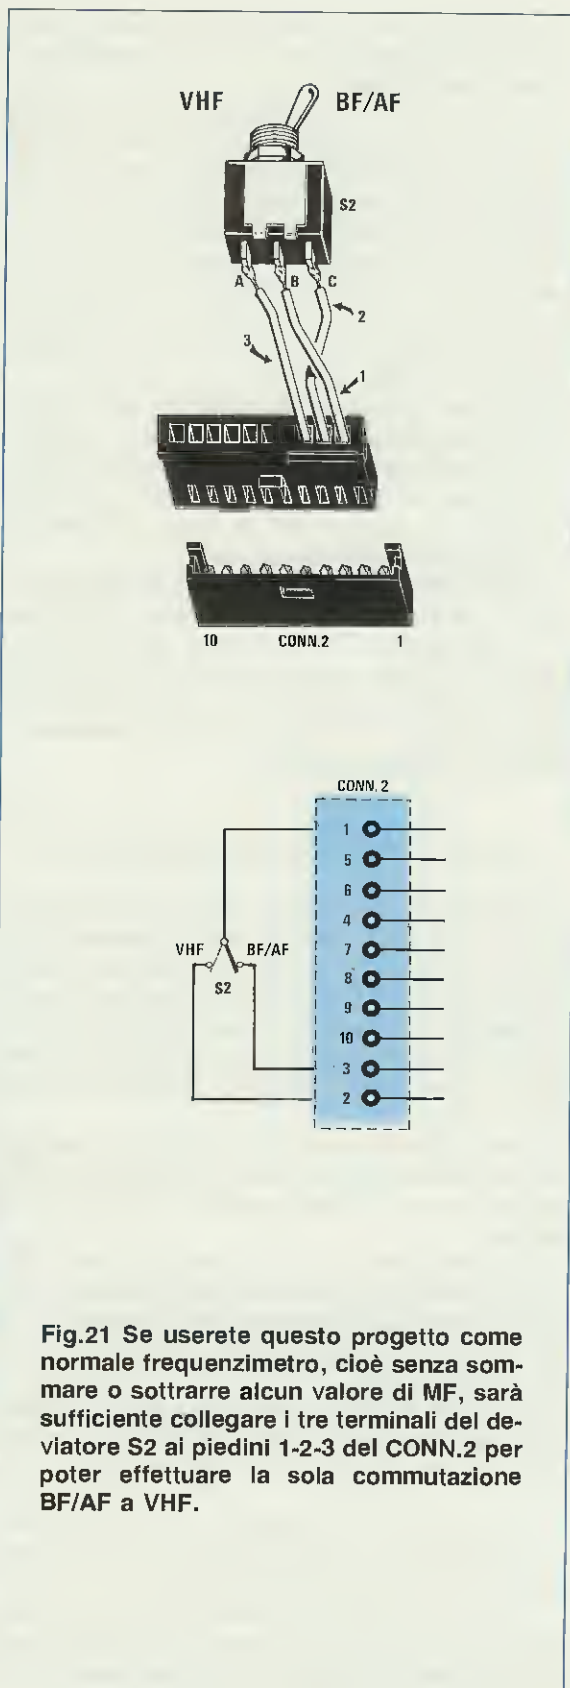 VHF BF/AF
S2
A B C
2
3
1
10 CONN.2 1
CONN. 2
1
5
6
4
VHF BF/AF
7
S2
8
9
10
3
2
Fig.21 Se userete questo progetto come
normale frequenzimetro, cioè senza som-
mare o sottrarre alcun valore di MF, sarà
sufficiente collegare i tre terminali del de-
viatore S2 ai piedini 1-2-3 del CONN.2 per
poter effettuare la sola commutazione
BF/AF a VHF.